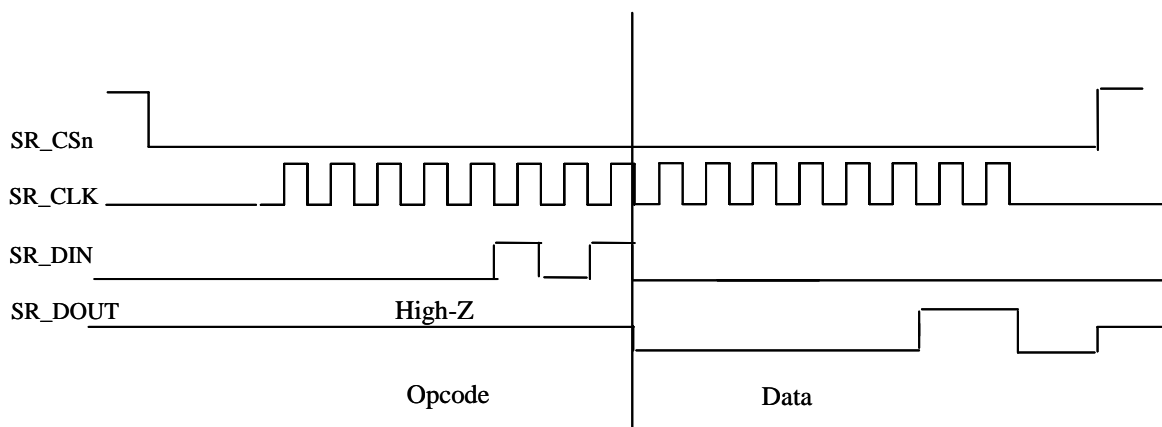 SR_CSn
SR_CLK
SR_DIN
SR_DOUT
High-Z
Opcode
Data